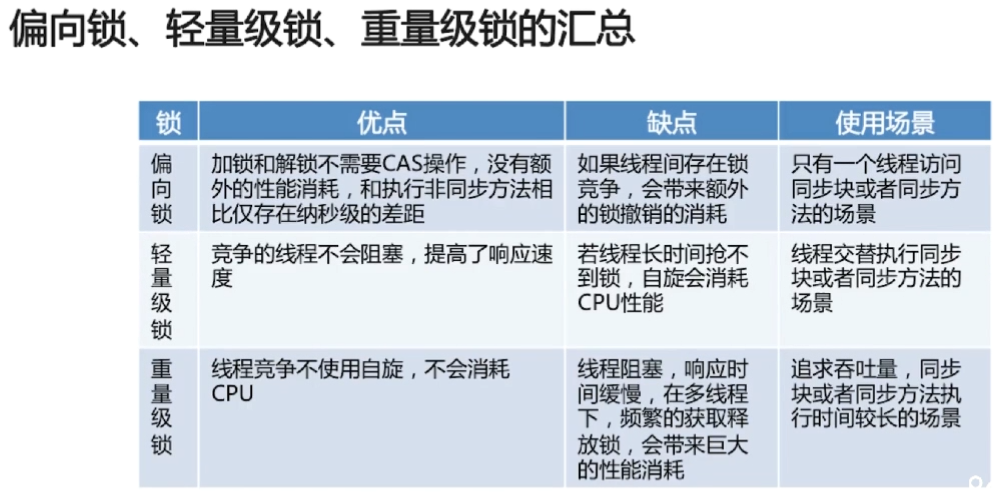 偏向锁、轻量级锁、重量级锁的汇总
锁
优点
缺点
使用场景
偏
向
锁
加锁和解锁不需要CAS操作，没有额
外的性能消耗，和执行非同步方法相
比仅存在纳秒级的差距
如果线程间存在锁
竞争，会带来额外
的锁撤销的消耗
只有一个线程访问
同步块或者同步方
法的场景
轻
量
级
锁
竞争的线程不会阻塞，提高了响应速
度
若线程长时间抢不
到锁，自旋会消耗
CPU性能
线程交替执行同步
块或者同步方法的
场景
重
量
级
锁
线程竞争不使用自旋，不会消耗
CPU
线程阻塞，响应时
间缓慢，在多线程
下，频繁的获取释
放锁，会带来巨大
的性能消耗
追求吞吐量，同步
块或者同步方法执
行时间较长的场景